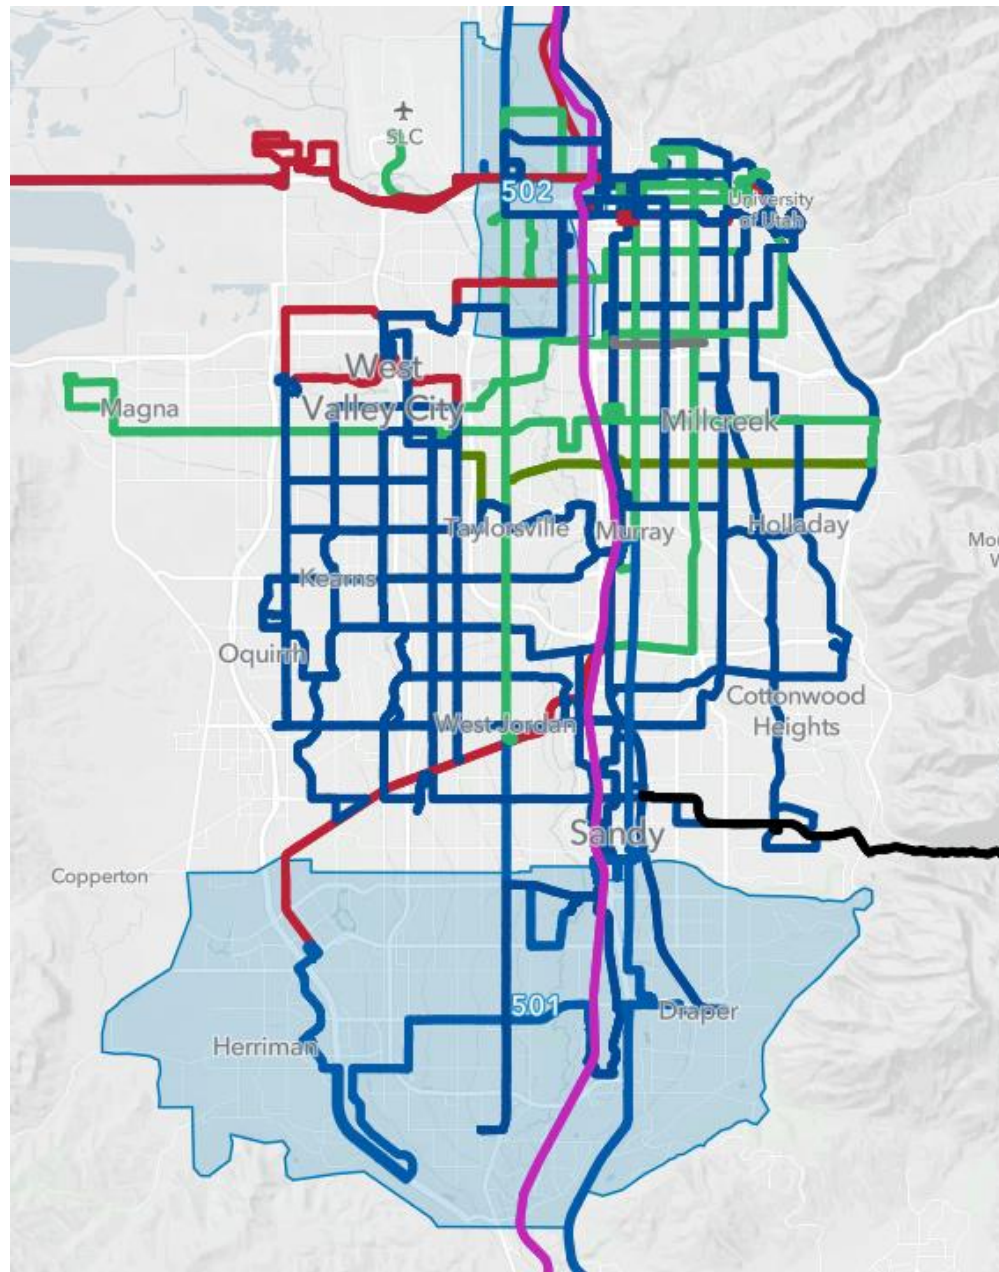 SLC
502
University
of Utah
West
Valley City
Magna
Millcreek
Taylorsville
Murray
Holladay
Mou
W
Kearns
Oquirrh
Cottonwood
Heights
West Jordan
Sandy
Copperton
501
Draper
Herriman